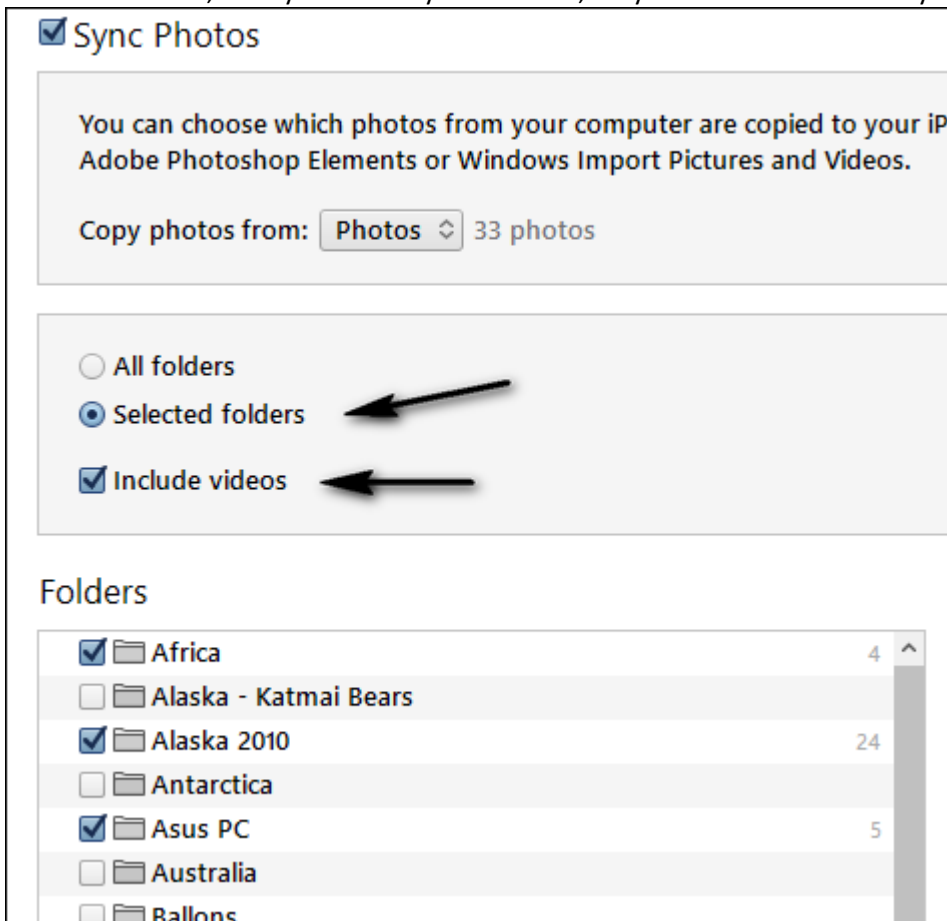 Sync Photos
You can choose which photos from your computer are copied to your iP
Adobe Photoshop Elements or Windows Import Pictures and Videos.
Copy photos from: Photos 33 photos
All folders
Selected folders
Include videos
Folders
Africa 4
Alaska - Katmai Bears
Alaska 2010 24
Antarctica
Asus PC 5
Australia
Ballons